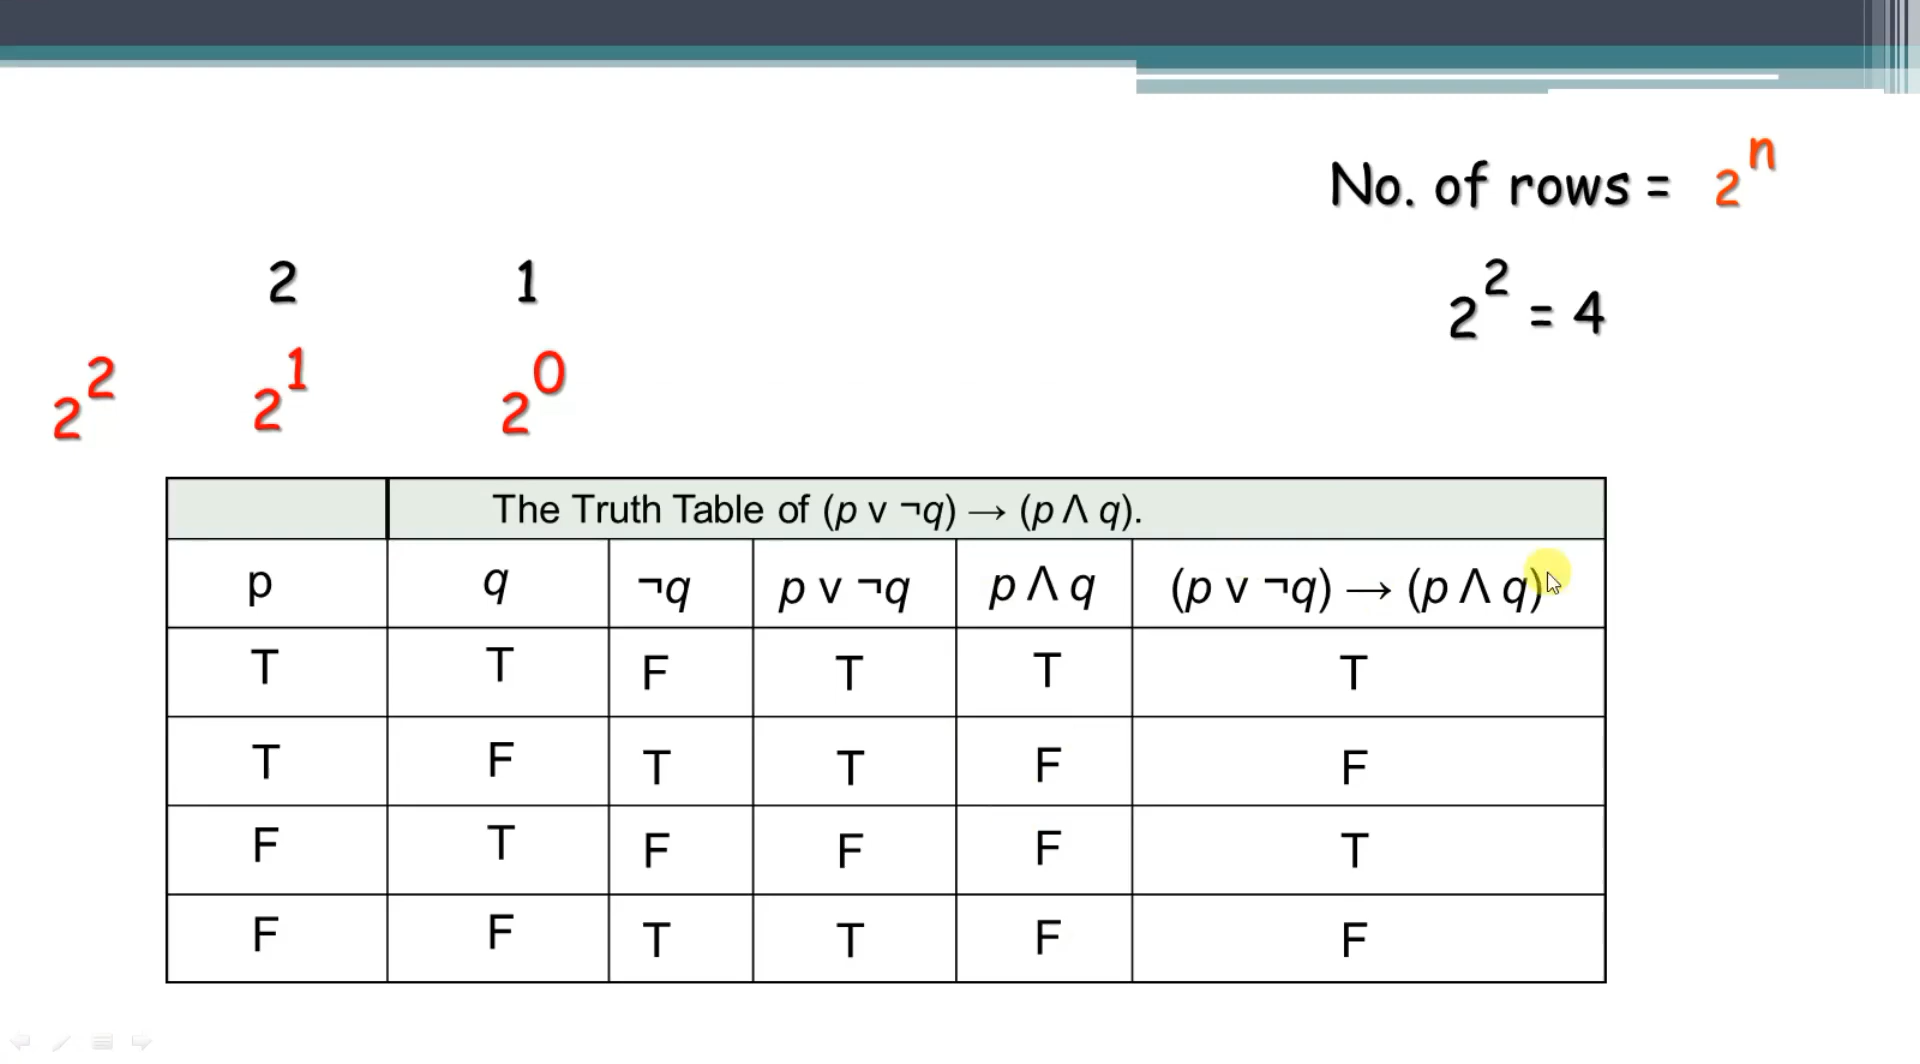 No. of rows = 2^n
2 1
2^2 = 4
2^2 2^1 2^0
The Truth Table of (p ∨ ¬q) → (p Λ q).
p q ¬q p ∨ ¬q p Λ q (p ∨ ¬q) → (p Λ q)
T T F T T T
T F T T F F
F T F F F T
F F T T F F